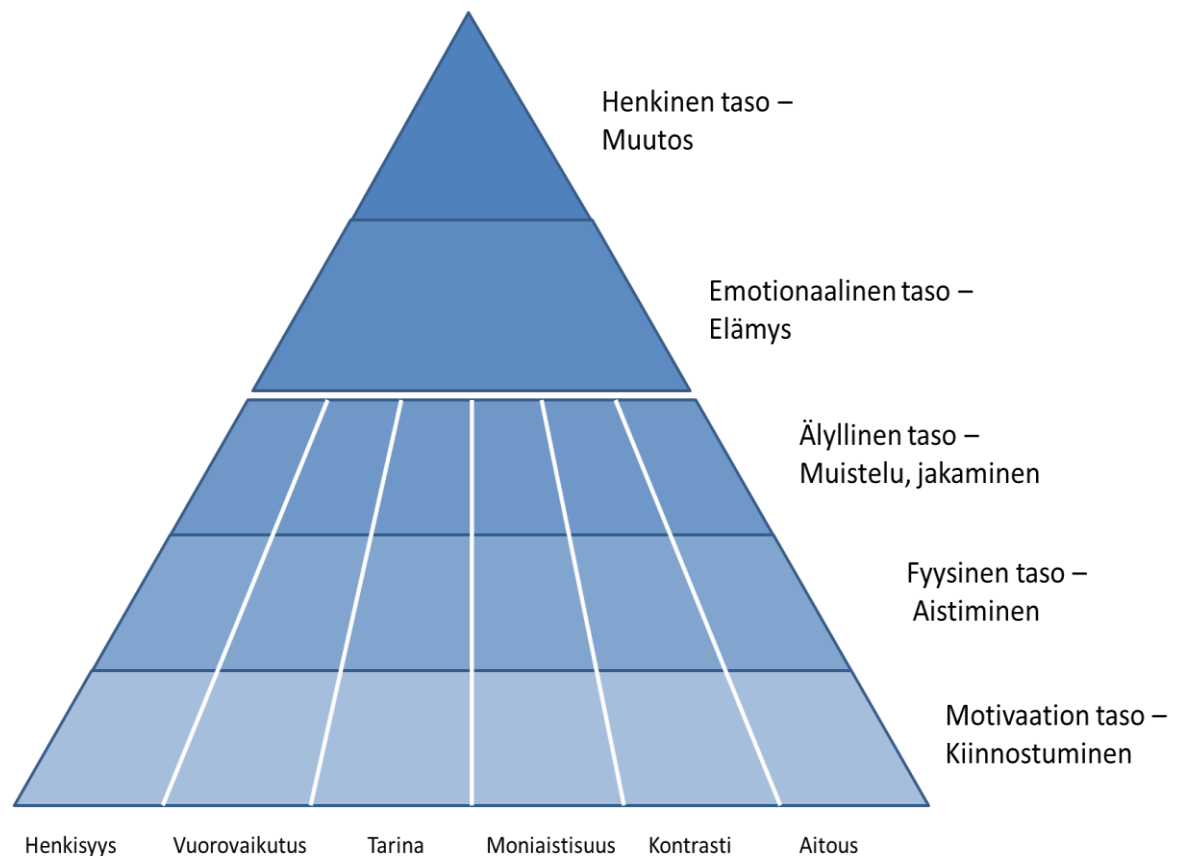 Henkinen taso –
Muutos
Emotionaalinen taso –
Elämys
Älyllinen taso –
Muistelu, jakaminen
Fyysinen taso –
Aistiminen
Motivaation taso –
Kiinnostuminen
Henkisyys Vuorovaikutus Tarina Moniaistisuus Kontrasti Aitous